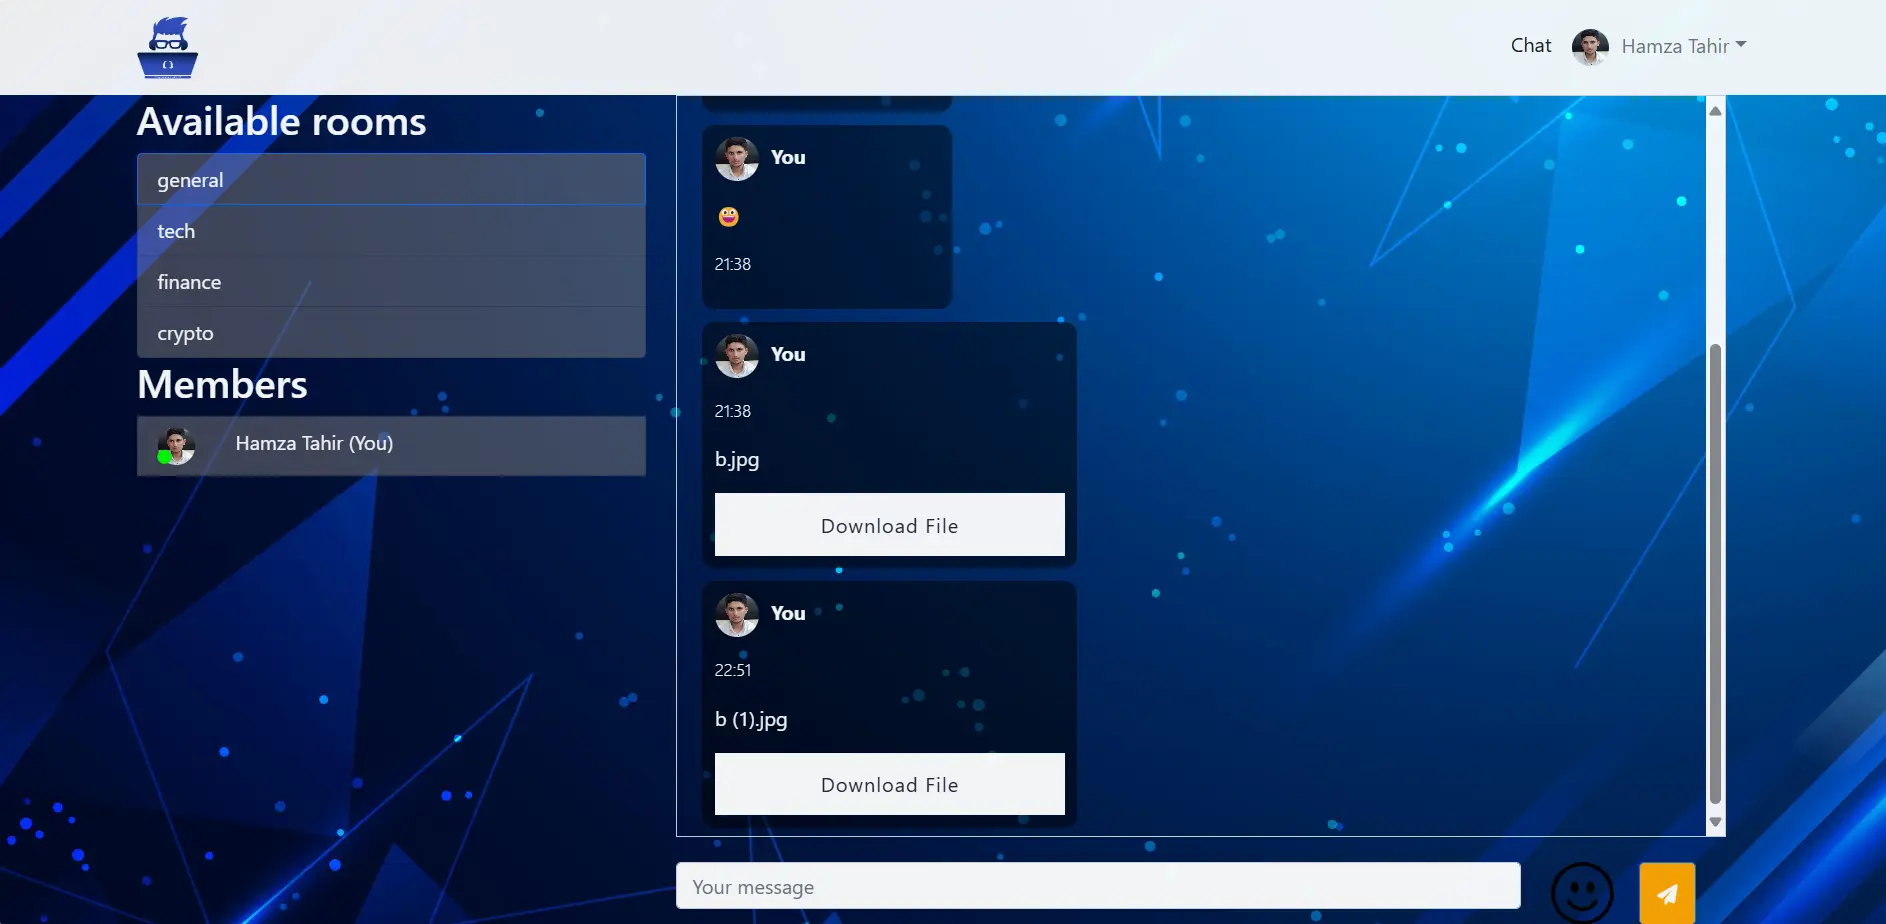 Chat
Hamza Tahir
Available rooms
general
tech
finance
crypto
Members
Hamza Tahir (You)
You
21:38
You
21:38
b.jpg
Download File
You
22:51
b (1).jpg
Download File
Your message